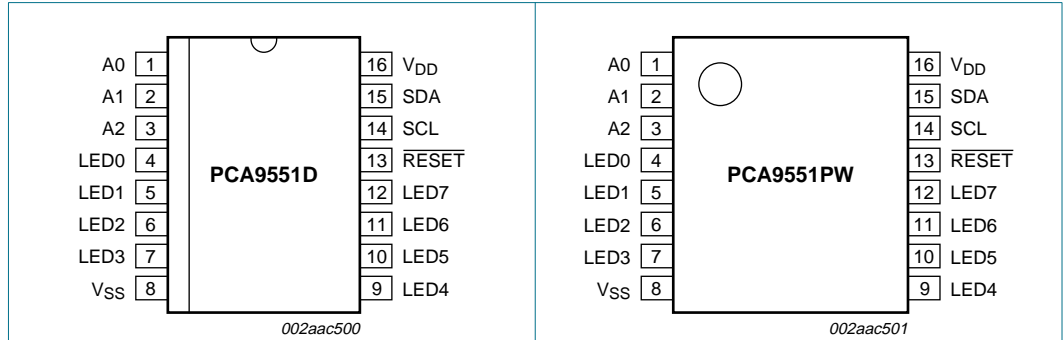 A0 1 16 VDD
A1 2 15 SDA
A2 3 14 SCL
LED0 4 13 RESET
LED1 5 12 LED7
LED2 6 11 LED6
LED3 7 10 LED5
VSS 8 9 LED4
PCA9551D
002aac500
A0 1 16 VDD
A1 2 15 SDA
A2 3 14 SCL
LED0 4 13 RESET
LED1 5 12 LED7
LED2 6 11 LED6
LED3 7 10 LED5
VSS 8 9 LED4
PCA9551PW
002aac501